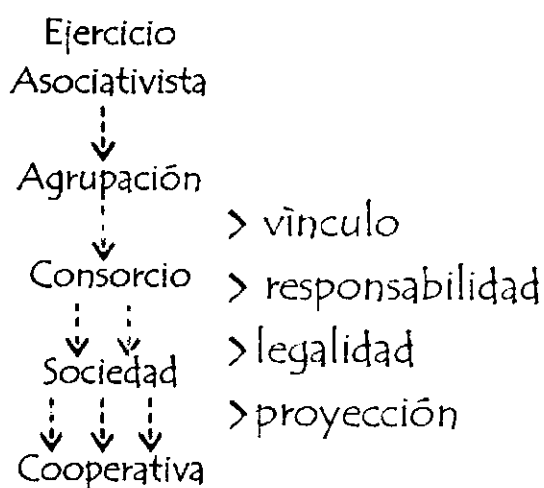 Ejercicio
Asociativista
Agrupación
Consorcio
Sociedad
Cooperativa
> vìnculo
> responsabilidad
> legalidad
> proyección